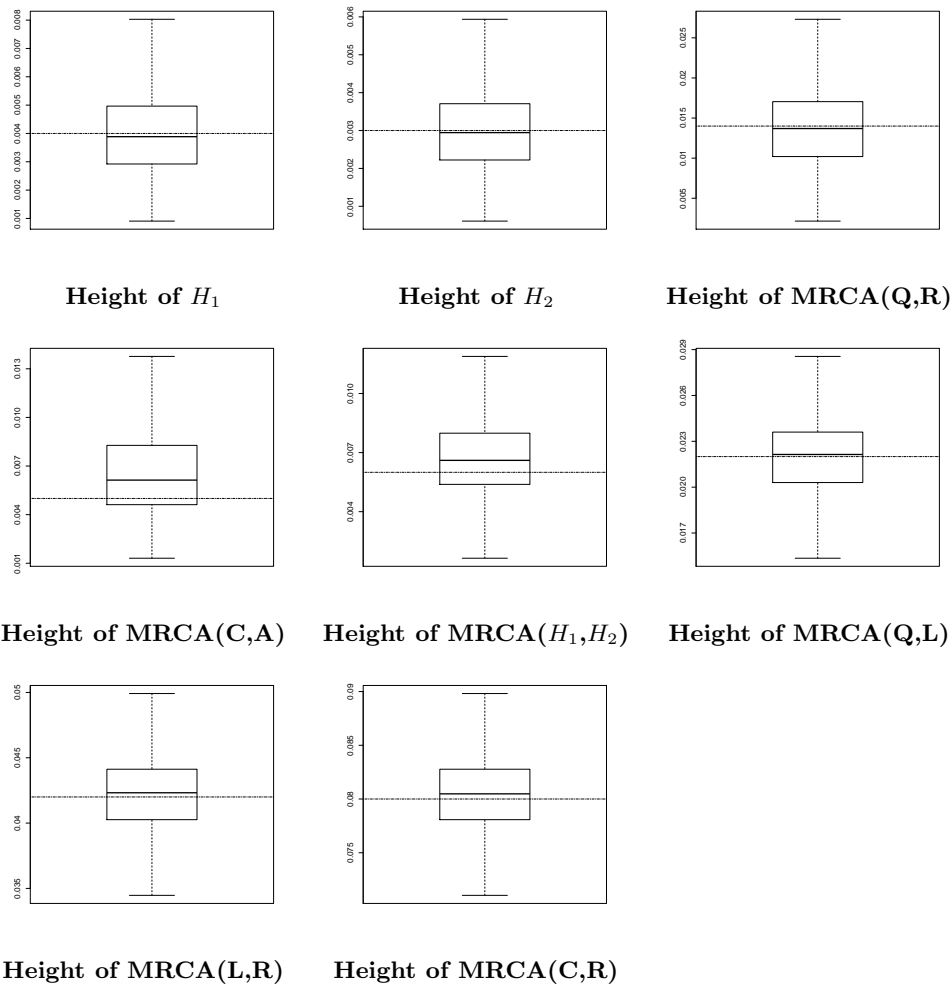 0.001 0.002 0.003 0.004 0.005 0.006 0.007 0.008
0.001 0.002 0.003 0.004 0.005 0.006
0.005 0.01 0.015 0.02 0.025
Height of H₁
Height of H₂
Height of MRCA(Q,R)
0.001 0.004 0.007 0.010 0.013
0.004 0.007 0.010
0.017 0.020 0.023 0.026 0.029
Height of MRCA(C,A)
Height of MRCA(H₁,H₂)
Height of MRCA(Q,L)
0.035 0.04 0.045 0.05
0.075 0.08 0.085 0.09
Height of MRCA(L,R)
Height of MRCA(C,R)